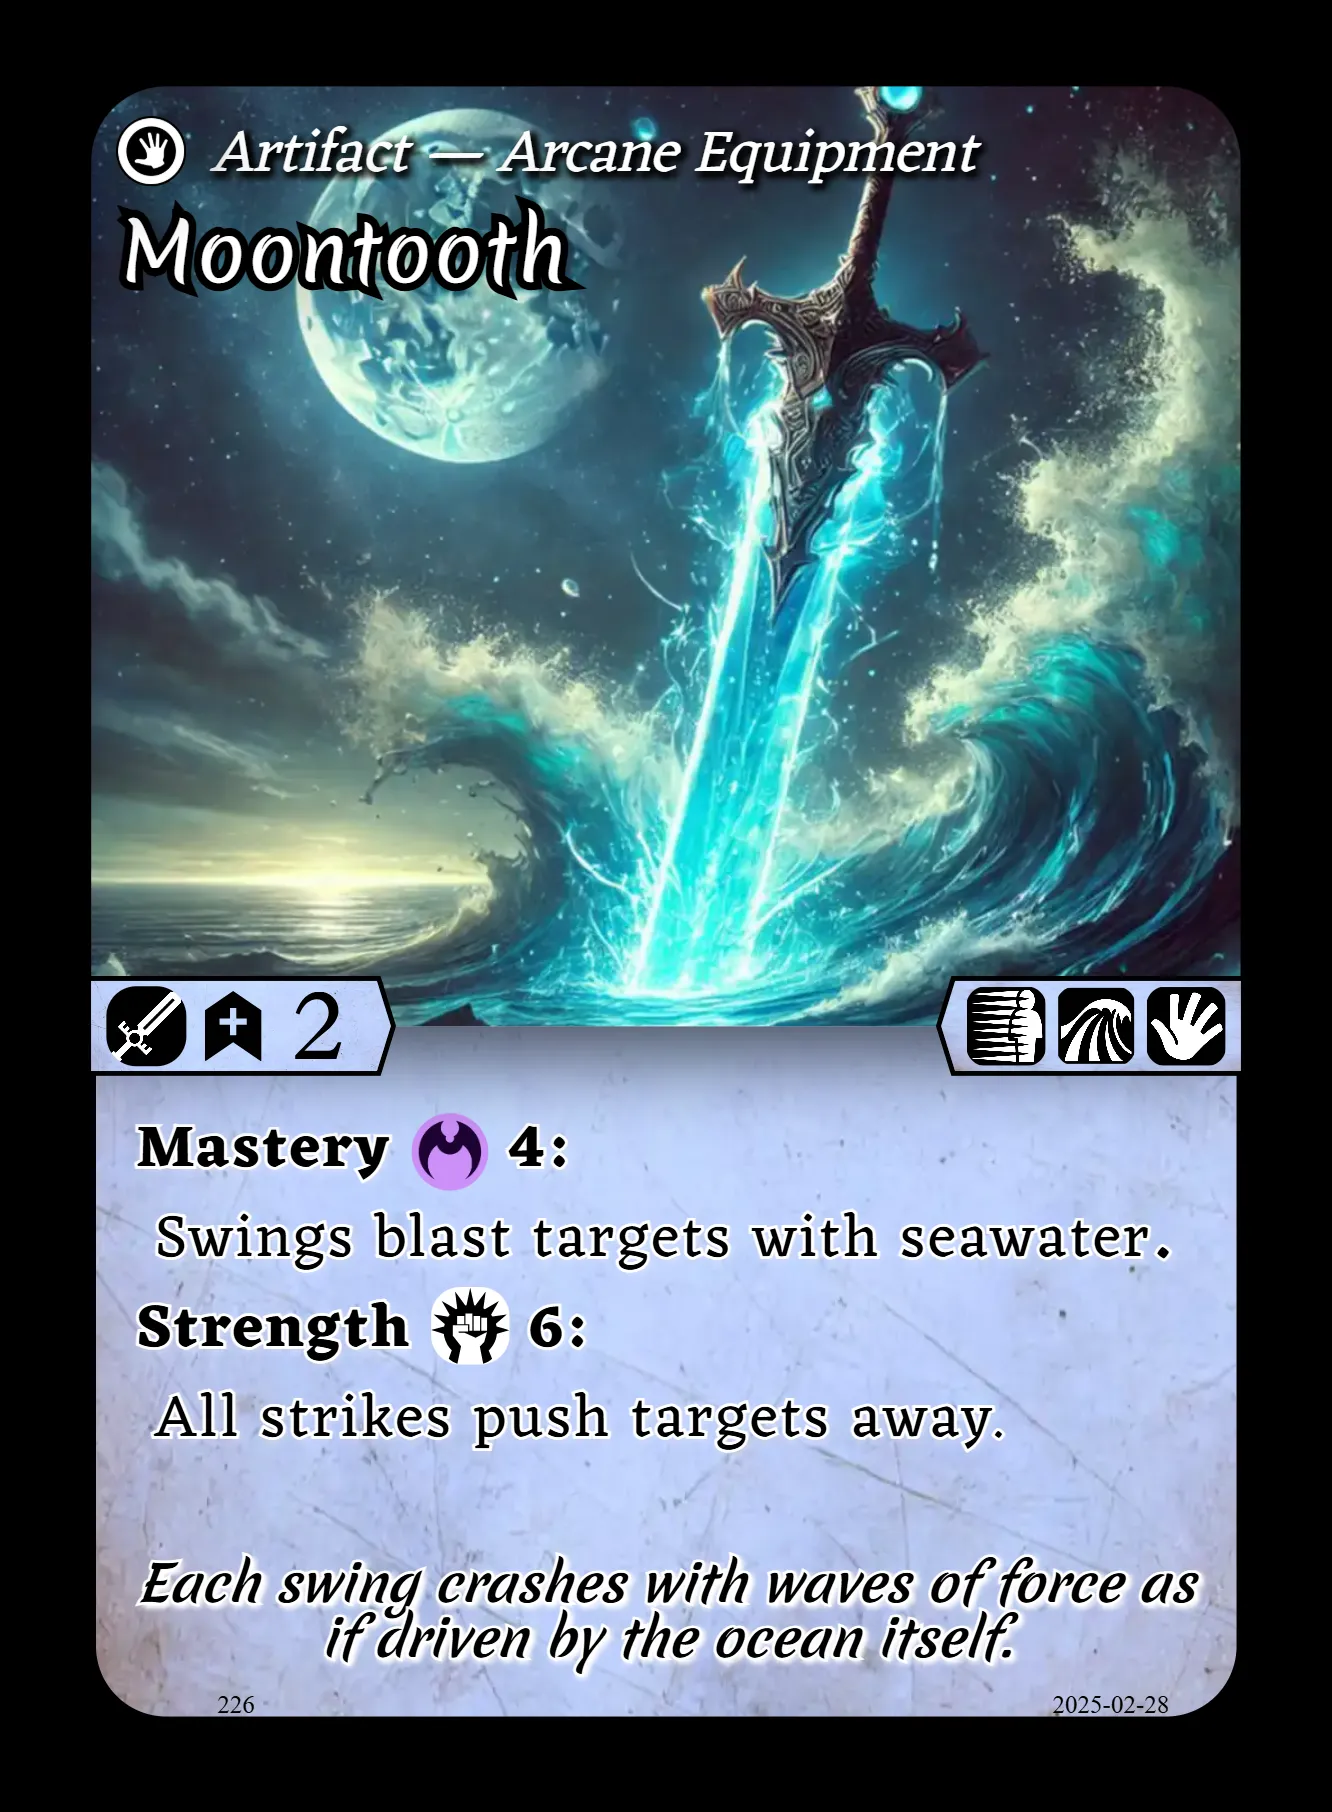 Artifact — Arcane Equipment
Moontooth
2
Mastery 4:
Swings blast targets with seawater.
Strength 6:
All strikes push targets away.
Each swing crashes with waves of force as
if driven by the ocean itself.
226
2025-02-28